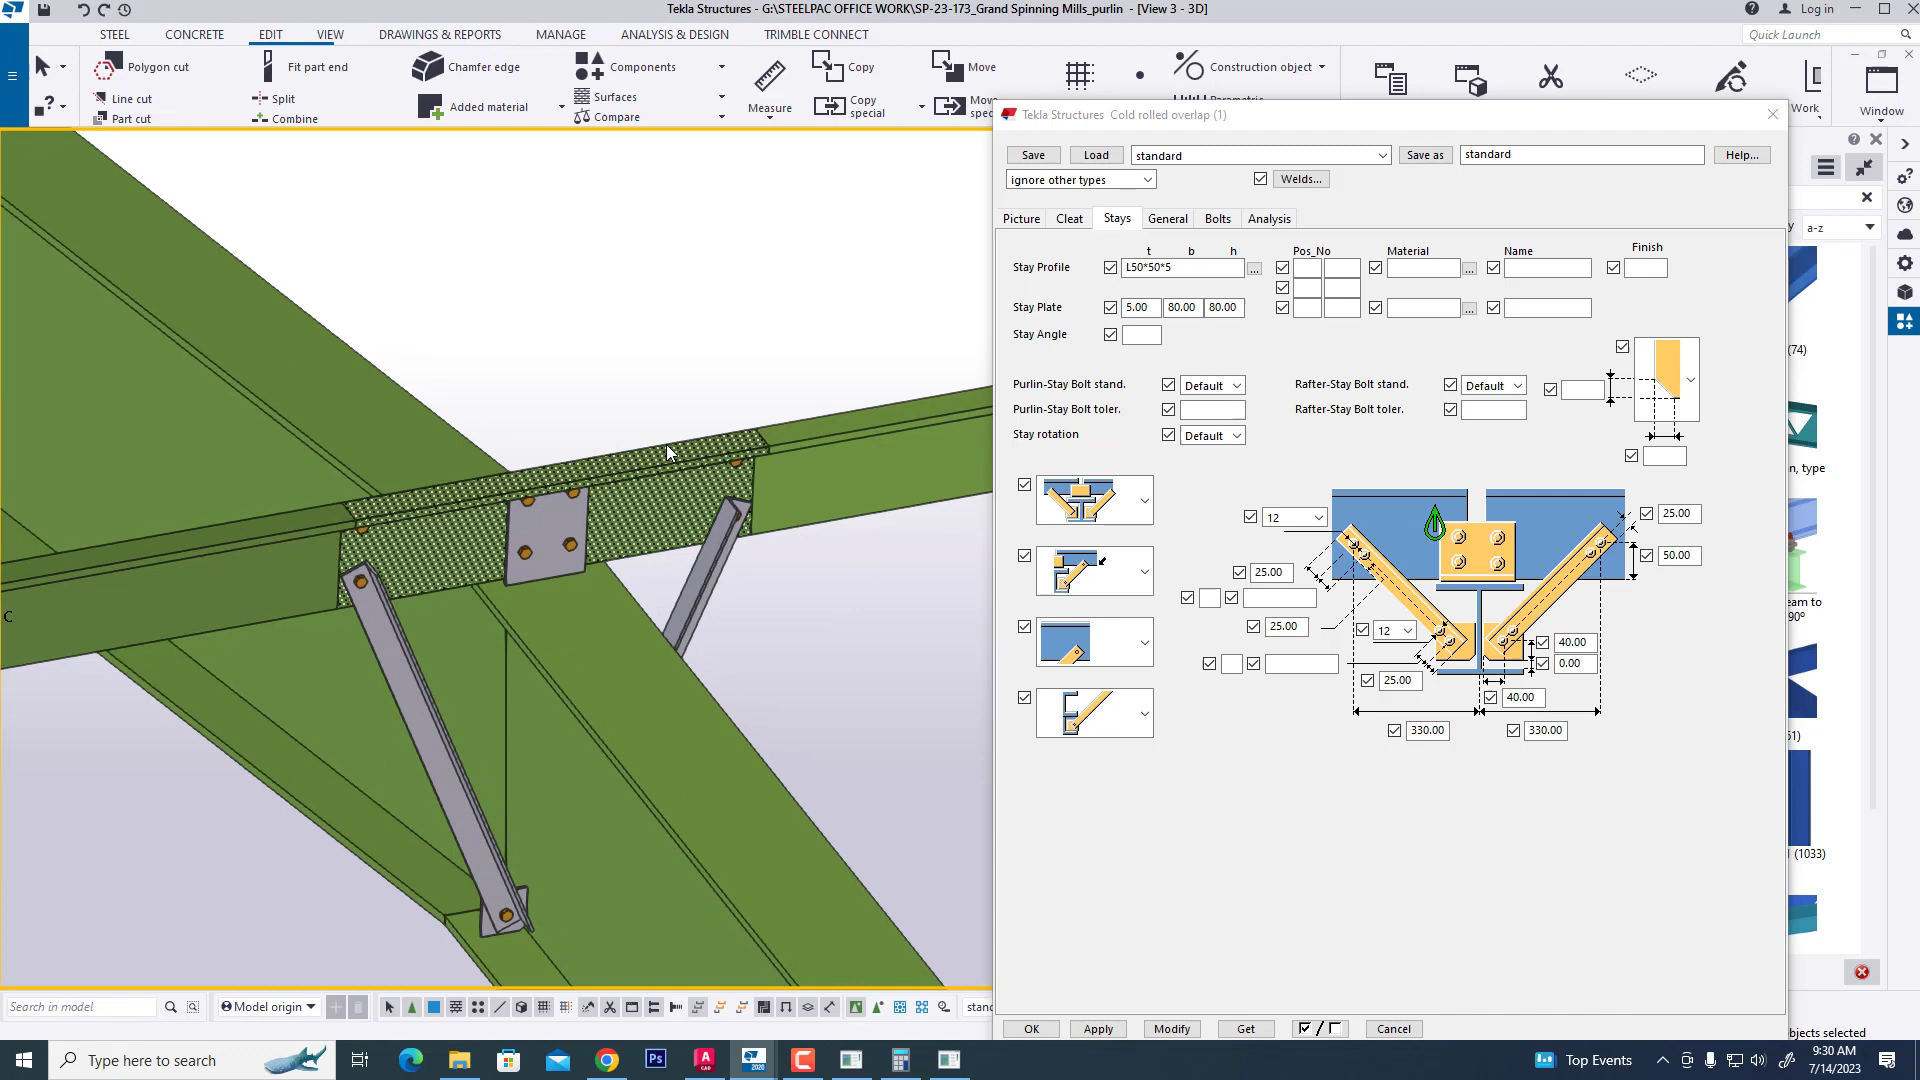 Tekla Structures - G:\STEELPAC OFFICE WORK\SP-23-173_Grand Spinning Mills_purlin - [View 3 - 3D]
Log in
STEEL CONCRETE EDIT VIEW DRAWINGS & REPORTS MANAGE ANALYSIS & DESIGN TRIMBLE CONNECT
Quick Launch
Polygon cut
Line cut
Part cut
Fit part end
Split
Combine
Chamfer edge
Added material
Components
Surfaces
Compare
Measure
Copy
Copy special
Move
Construction object
Work
Window
Tekla Structures Cold rolled overlap (1)
Save Load standard Save as standard Help...
ignore other types Welds...
Picture Cleat Stays General Bolts Analysis
t b h Pos_No Material Name Finish
Stay Profile L50*50*5 ... ...
Stay Plate 5.00 80.00 80.00 ...
Stay Angle
Purlin-Stay Bolt stand. Default Rafter-Stay Bolt stand. Default
Purlin-Stay Bolt toler. Rafter-Stay Bolt toler.
Stay rotation Default
12 25.00
50.00
25.00
25.00 12 40.00
0.00
25.00 40.00
330.00 330.00
a-z
(74)
n, type
eam to
90°
(1033)
C
Search in model Model origin
OK Apply Modify Get / Cancel
bjects selected
Type here to search
Ps
CAD
2020
Top Events
9:30 AM
7/14/2023